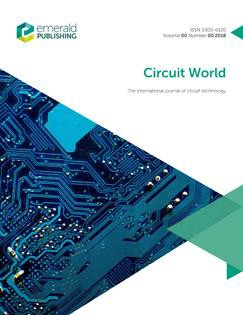 emerald
PUBLISHING
ISSN 0305-6120
Volume 00 Number 00 2018
Circuit World
The international journal of circuit technology